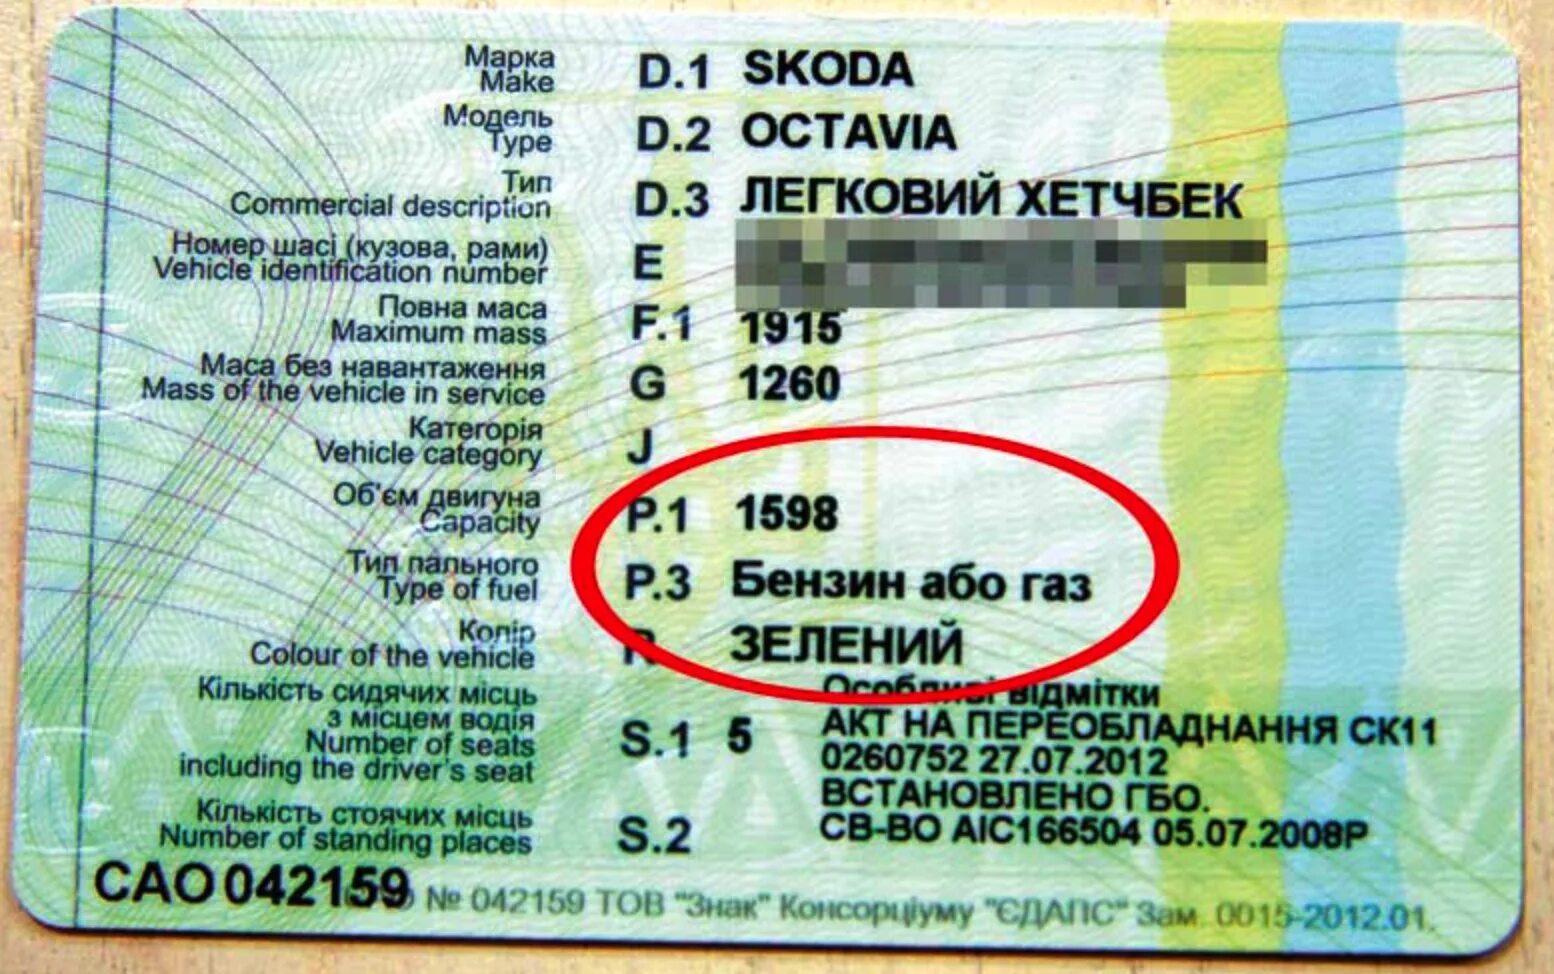 Марка
Make
D.1 SKODA
Модель
Type
D.2 OCTAVIA
Тип
Commercial description
D.3 ЛЕГКОВИЙ ХЕТЧБЕК
Номер шасі (кузова, рами)
Vehicle identification number
E
Повна маса
Maximum mass
F.1 1915
Маса без навантаження
Mass of the vehicle in service
G 1260
Категорія
Vehicle category
J
Об'єм двигуна
Capacity
P.1 1598
Тип пального
Type of fuel
P.3 Бензин або газ
Колір
Colour of the vehicle
R ЗЕЛЕНИЙ
Кількість сидячих місць
з місцем водія
Number of seats
including the driver's seat
S.1 5
Особливі відмітки
АКТ НА ПЕРЕОБЛАДНАННЯ СК11
0260752 27.07.2012
ВСТАНОВЛЕНО ГБО.
СВ-ВО АІС166504 05.07.2008Р
Кількість стоячих місць
Number of standing places
S.2
САО 042159
№ 042159 ТОВ "Знак" Консорціуму "ЄДАПС" Зам. 0015-2012.01.